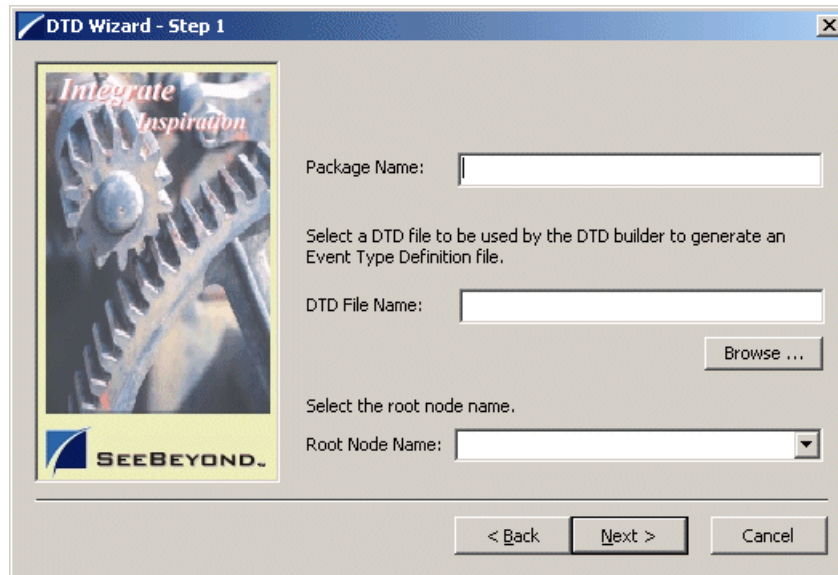 DTD Wizard - Step 1
Integrate
Inspiration
Package Name:
Select a DTD file to be used by the DTD builder to generate an
Event Type Definition file.
DTD File Name:
Browse ...
Select the root node name.
Root Node Name:
SEEBEYOND™
< Back
Next >
Cancel